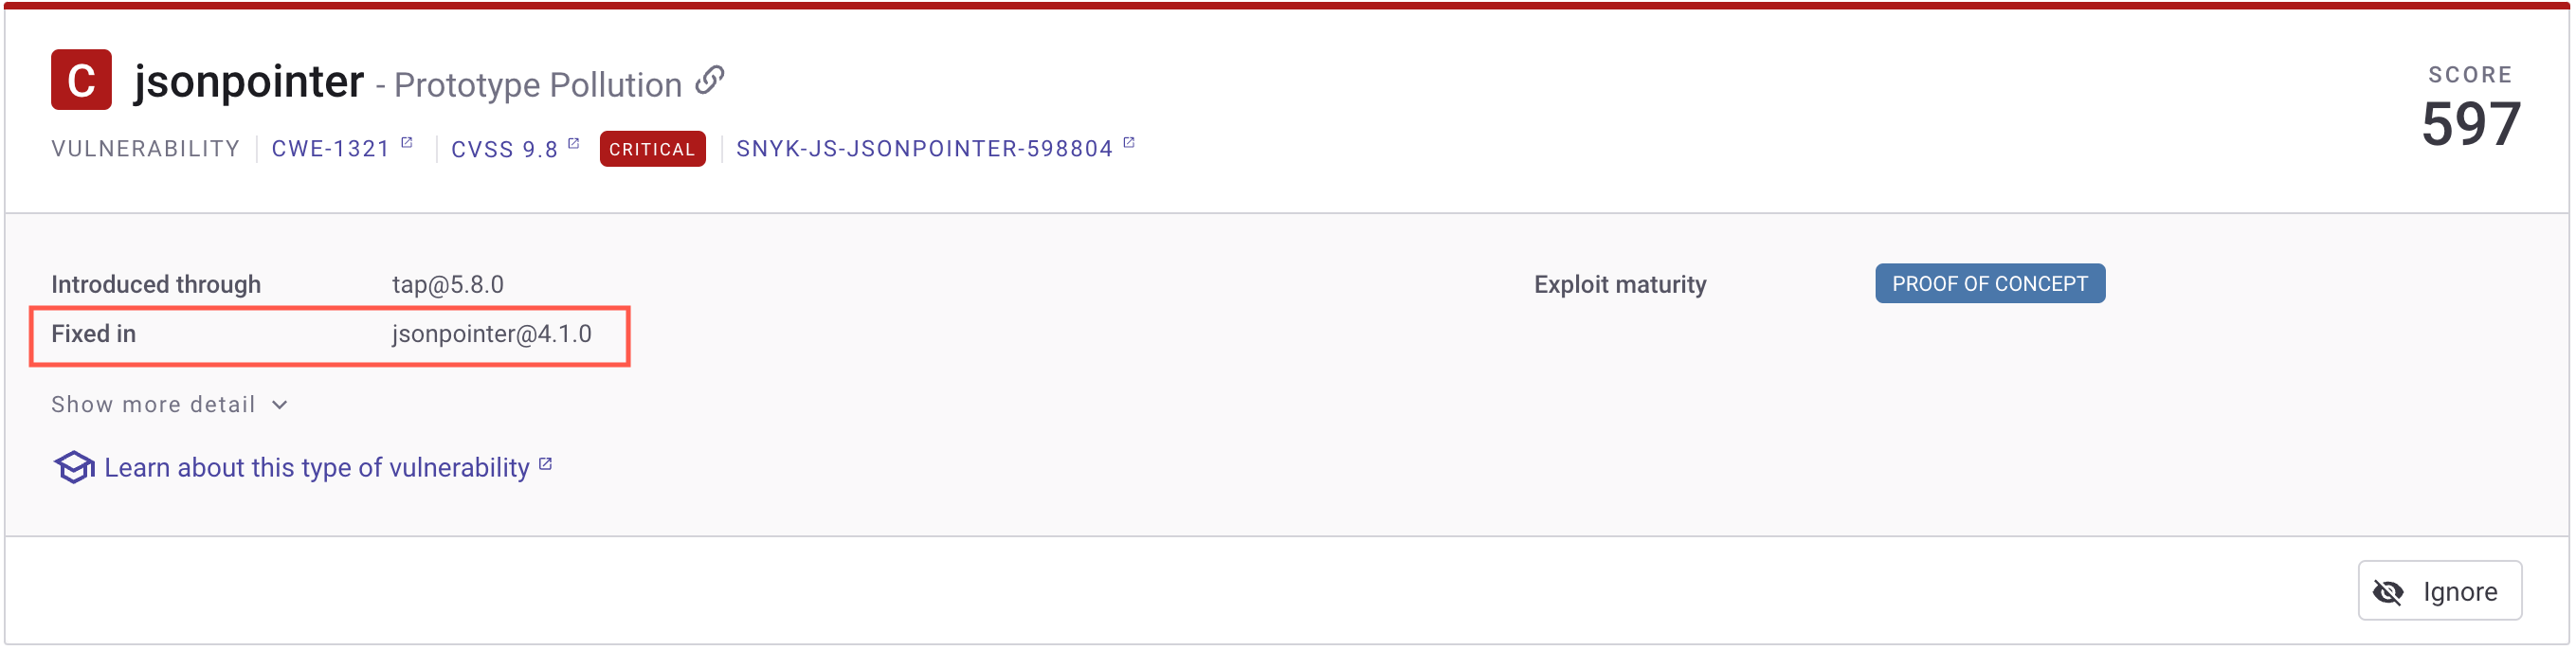 C jsonpointer - Prototype Pollution
SCORE
597
VULNERABILITY CWE-1321 CVSS 9.8 CRITICAL SNYK-JS-JSONPOINTER-598804
Introduced through tap@5.8.0 Exploit maturity PROOF OF CONCEPT
Fixed in jsonpointer@4.1.0
Show more detail
Learn about this type of vulnerability
Ignore